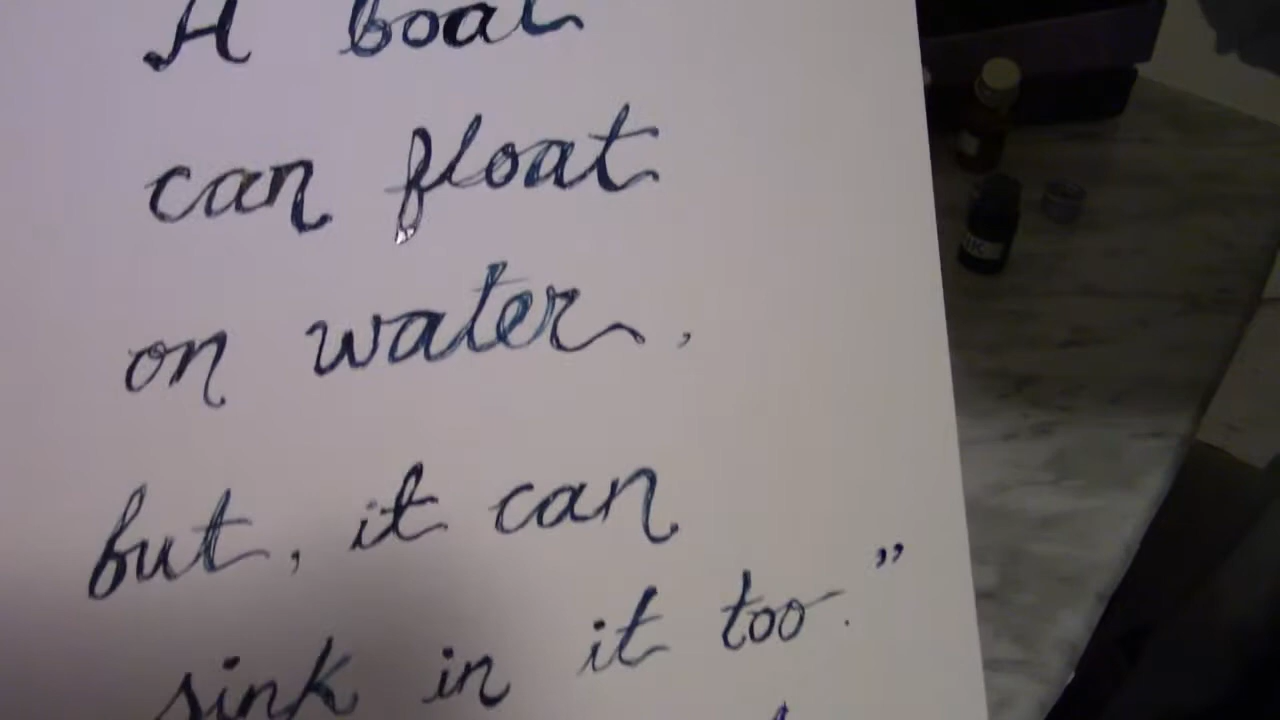 A boat
can float
on water,
but, it can
sink in it too."